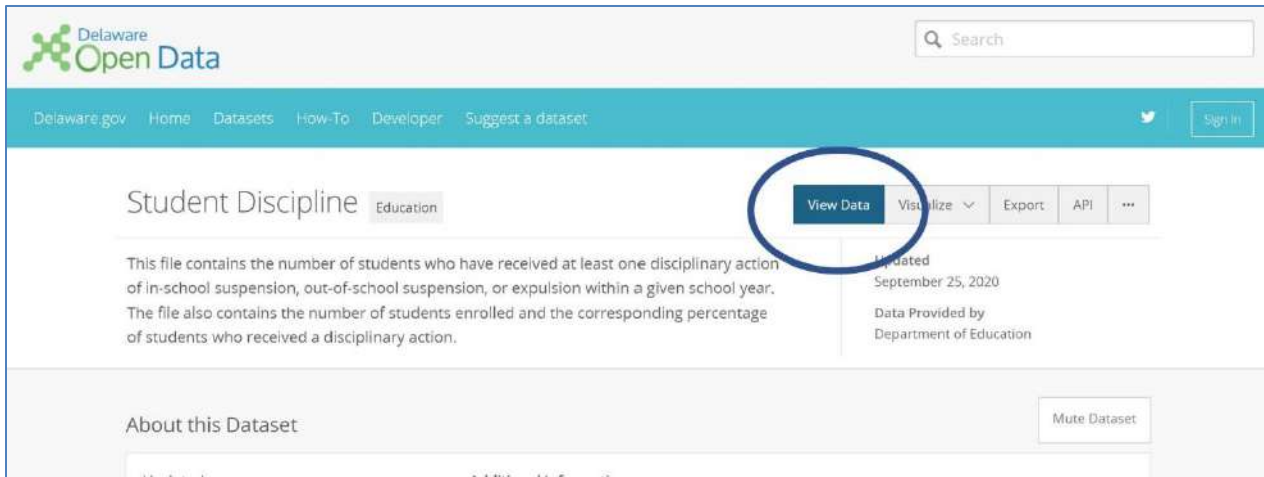 Delaware
Open Data
Search
Delaware.gov Home Datasets How-To Developer Suggest a dataset Sign In
Student Discipline Education
View Data Visualize Export API •••
This file contains the number of students who have received at least one disciplinary action
of in-school suspension, out-of-school suspension, or expulsion within a given school year.
The file also contains the number of students enrolled and the corresponding percentage
of students who received a disciplinary action.
Updated
September 25, 2020
Data Provided by
Department of Education
About this Dataset
Mute Dataset